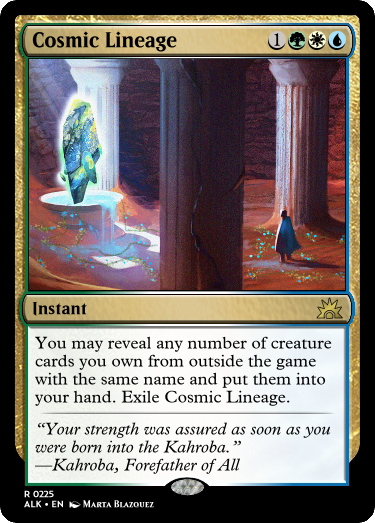 Cosmic Lineage 1
Instant
You may reveal any number of creature
cards you own from outside the game
with the same name and put them into
your hand. Exile Cosmic Lineage.
“Your strength was assured as soon as you
were born into the Kahroba.”
—Kahroba, Forefather of All
R 0225
ALK • EN Marta Blazquez